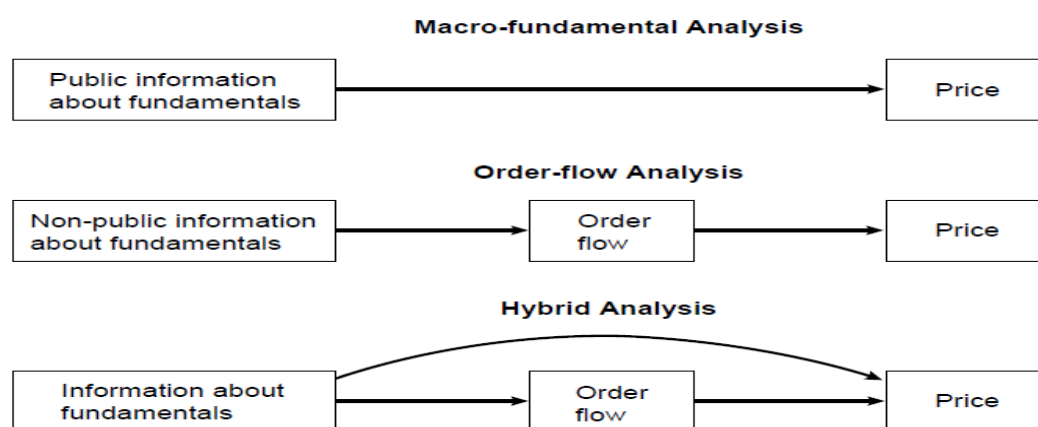 Macro-fundamental Analysis
Public information
about fundamentals
Price
Order-flow Analysis
Non-public information
about fundamentals
Order
flow
Price
Hybrid Analysis
Information about
fundamentals
Order
flow
Price